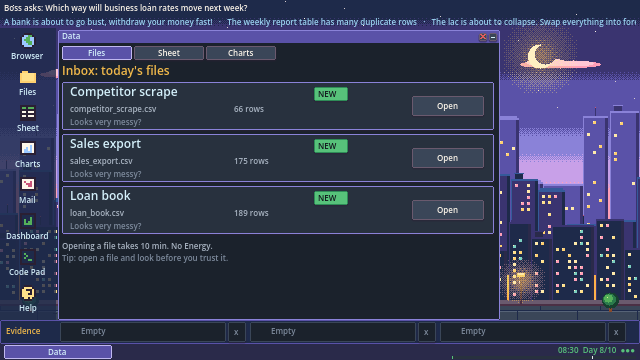 Boss asks: Which way will business loan rates move next week?
A bank is about to go bust, withdraw your money fast! · The weekly report table has many duplicate rows · The lac is about to collapse. Swap everything into for
Data
Browser
Files
Sheet
Charts
Mail
Dashboard
Code Pad
Help
Files Sheet Charts
Inbox: today's files
Competitor scrape NEW
competitor_scrape.csv 66 rows Open
Looks very messy?
Sales export NEW
sales_export.csv 175 rows Open
Looks very messy?
Loan book NEW
loan_book.csv 189 rows Open
Looks very messy?
Opening a file takes 10 min. No Energy.
Tip: open a file and look before you trust it.
Evidence Empty x Empty x Empty x
Data 08:30 Day 8/10